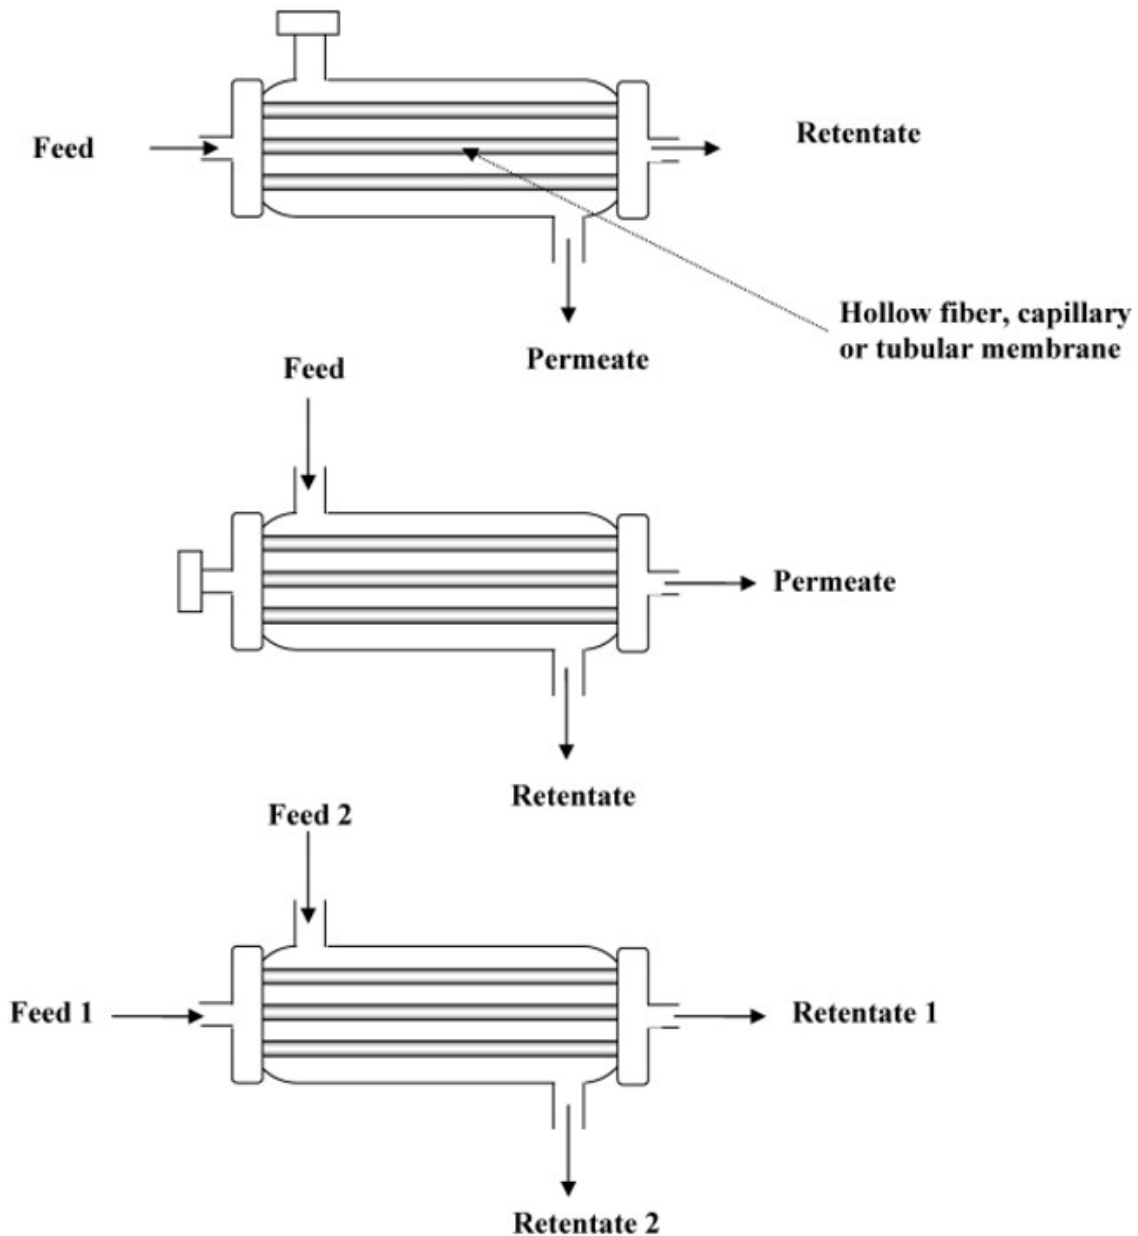 Feed
Retentate
Hollow fiber, capillary
or tubular membrane
Permeate
Feed
Permeate
Retentate
Feed 2
Feed 1
Retentate 1
Retentate 2